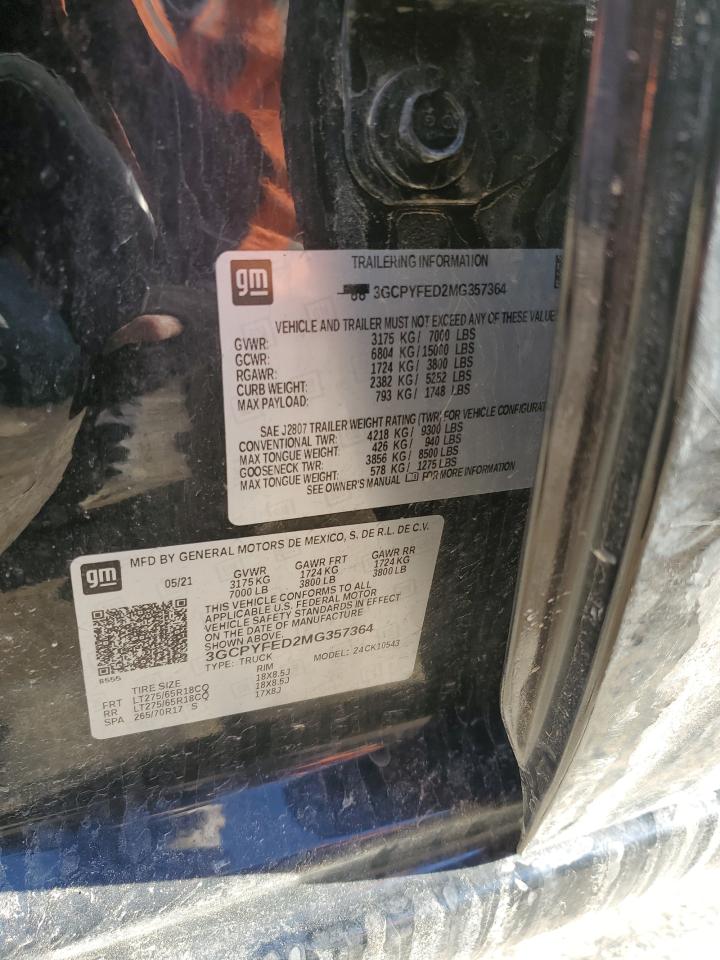 gm
TRAILERING INFORMATION
3GCPYFED2MG357364
VEHICLE AND TRAILER MUST NOT EXCEED ANY OF THESE VALUE
GVWR: 3175 KG/ 7000 LBS
GCWR: 6804 KG/15000 LBS
RGAWR: 1724 KG/ 3800 LBS
CURB WEIGHT: 2382 KG/ 5252 LBS
MAX PAYLOAD: 793 KG/ 1748 LBS
SAE J2807 TRAILER WEIGHT RATING (TWR) FOR VEHICLE CONFIGURAT
CONVENTIONAL TWR: 4218 KG/ 9300 LBS
MAX TONGUE WEIGHT: 426 KG/ 940 LBS
GOOSENECK TWR: 3856 KG/ 8500 LBS
MAX TONGUE WEIGHT: 578 KG/ 1275 LBS
SEE OWNER'S MANUAL FOR MORE INFORMATION
gm
MFD BY GENERAL MOTORS DE MEXICO, S. DE R.L. DE C.V.
05/21 GVWR GAWR FRT GAWR RR
3175 KG 1724 KG 1724 KG
7000 LB 3800 LB 3800 LB
THIS VEHICLE CONFORMS TO ALL
APPLICABLE U.S. FEDERAL MOTOR
VEHICLE SAFETY STANDARDS IN EFFECT
ON THE DATE OF MANUFACTURE
SHOWN ABOVE.
3GCPYFED2MG357364
TYPE: TRUCK MODEL: 24CK10543
6555
TIRE SIZE RIM
FRT LT275/65R18CQ 18X8.5J
RR LT275/65R18CQ 18X8.5J
SPA 265/70R17 S 17X8J